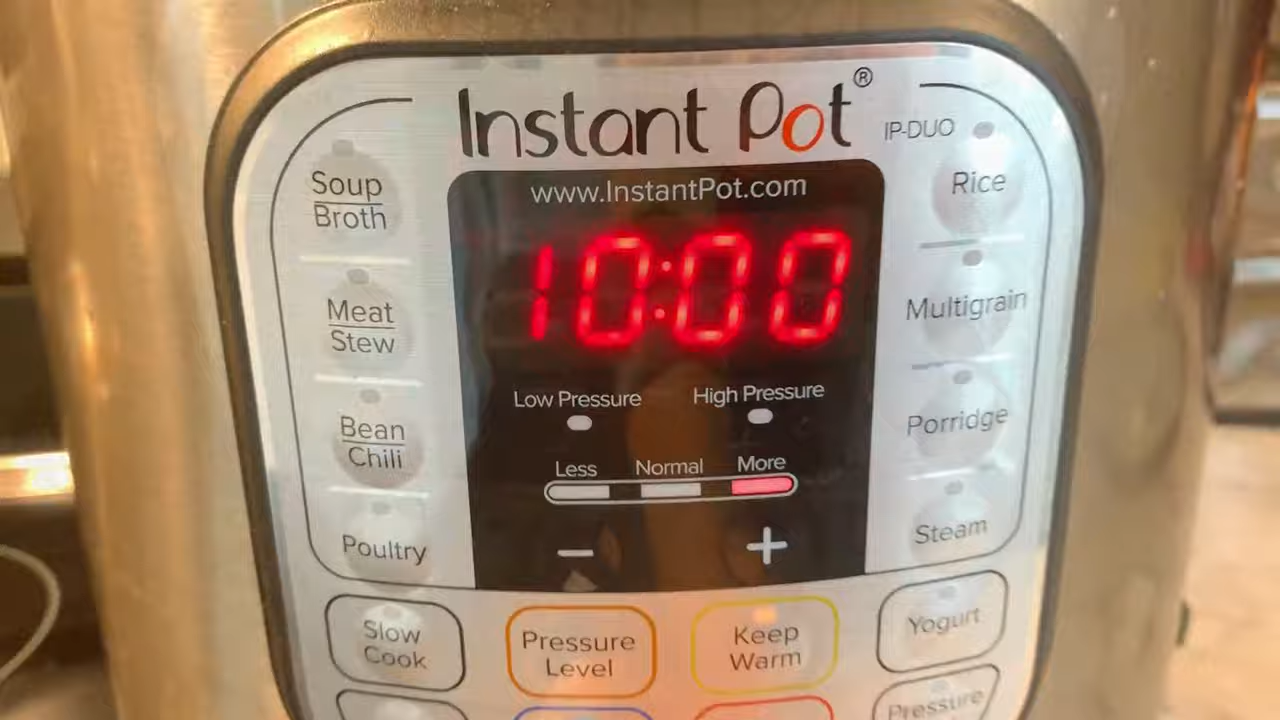 Instant Pot®
IP-DUO
www.InstantPot.com
10:00
Soup
Broth
Meat
Stew
Bean
Chili
Poultry
Low Pressure
High Pressure
Less Normal More
− +
Rice
Multigrain
Porridge
Steam
Slow
Cook
Pressure
Level
Keep
Warm
Yogurt
Pressure